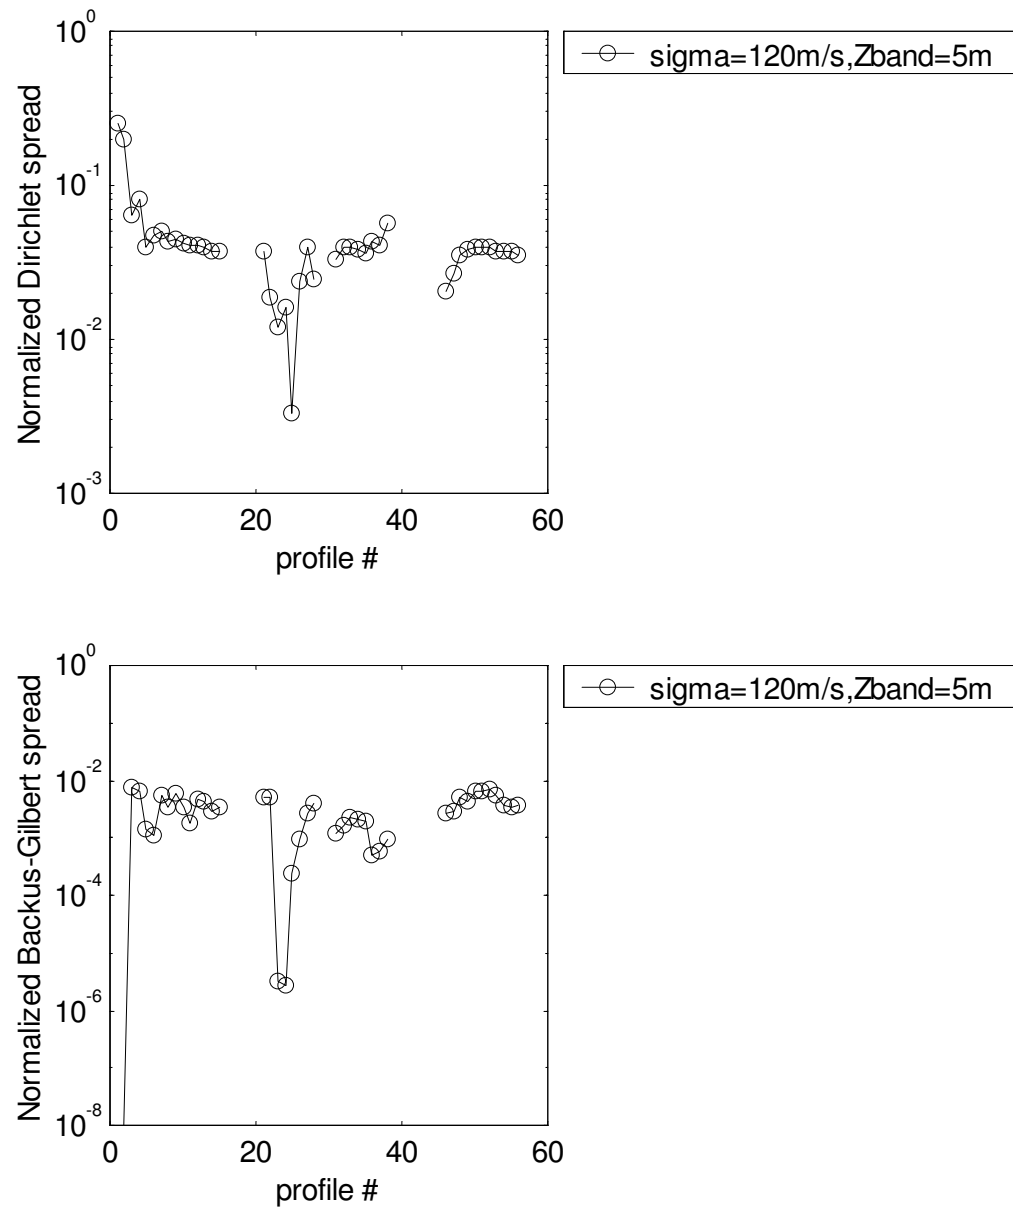 10^0
sigma=120m/s,Zband=5m
10^-1
10^-2
10^-3
Normalized Dirichlet spread
0 20 40 60
profile #
10^0
sigma=120m/s,Zband=5m
10^-2
10^-4
10^-6
10^-8
Normalized Backus-Gilbert spread
0 20 40 60
profile #